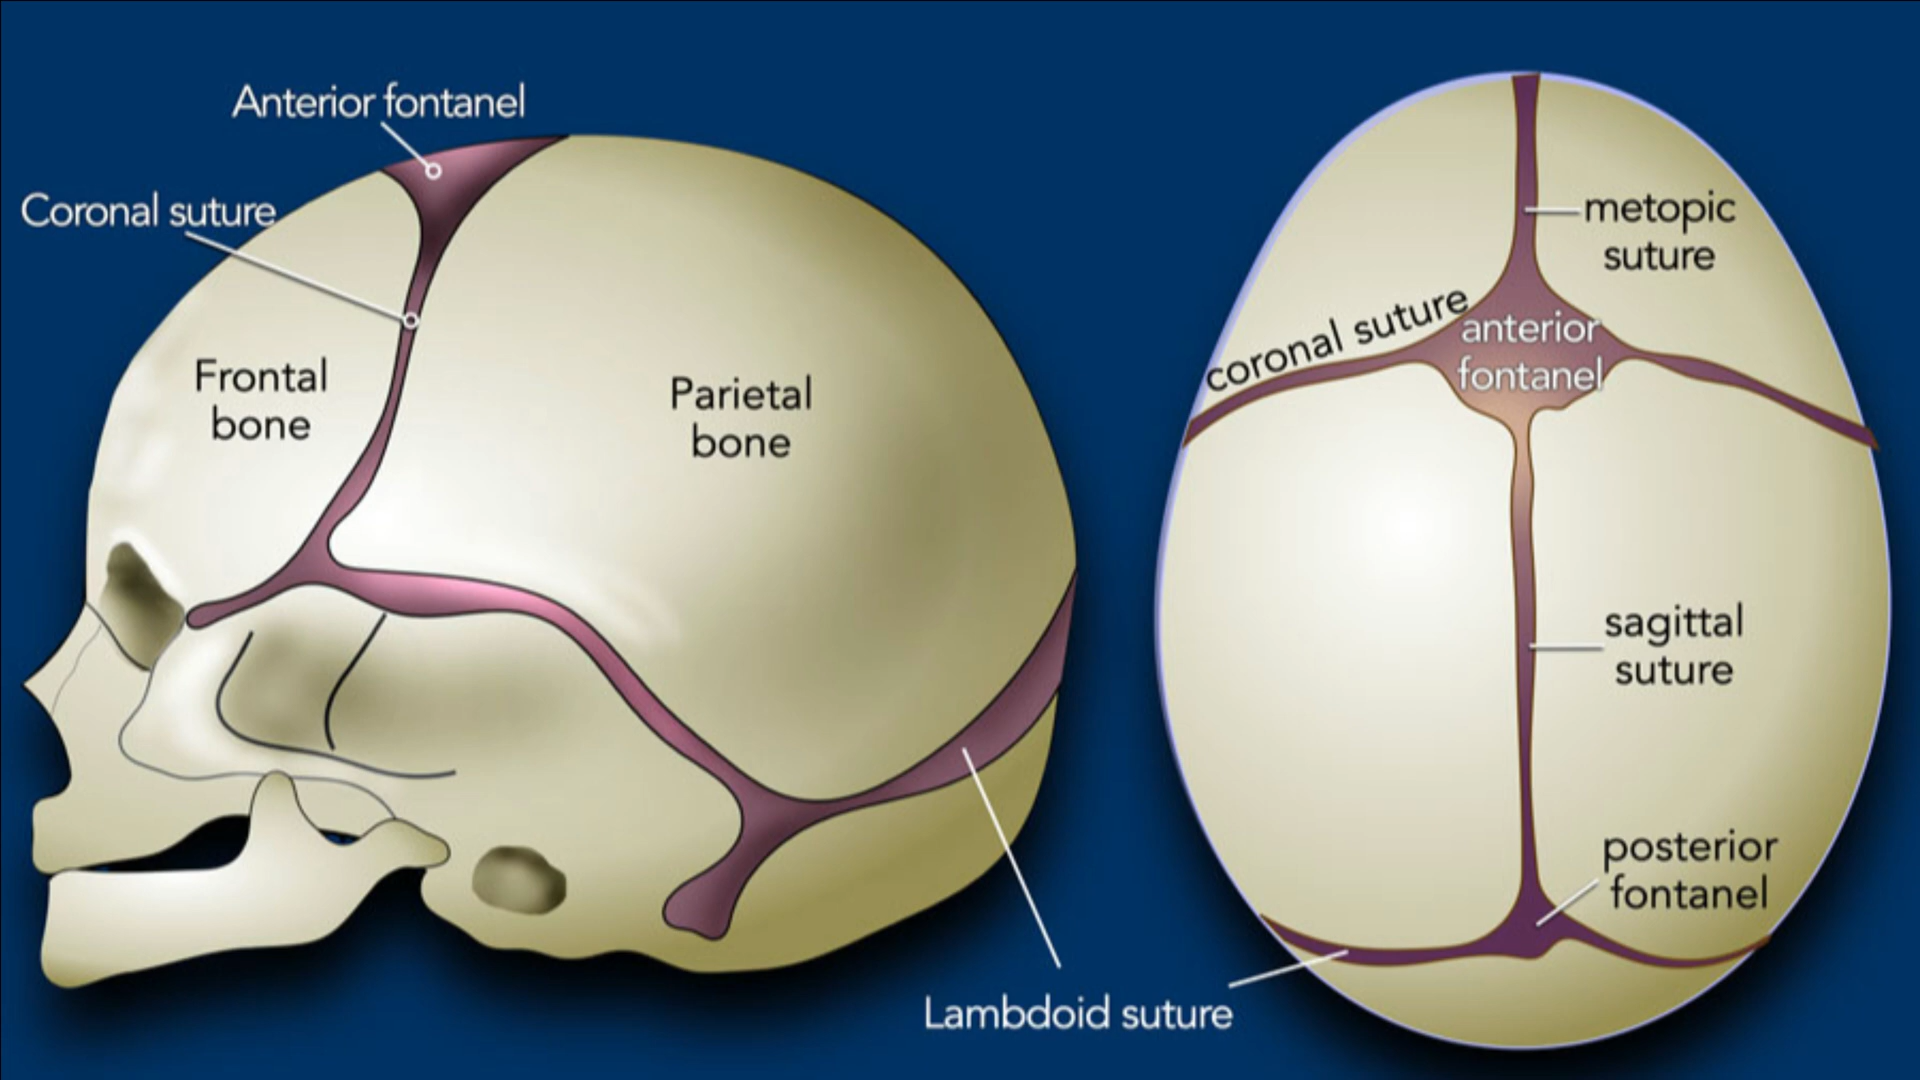 Anterior fontanel
Coronal suture
Frontal
bone
Parietal
bone
Lambdoid suture
metopic
suture
coronal suture
anterior
fontanel
sagittal
suture
posterior
fontanel